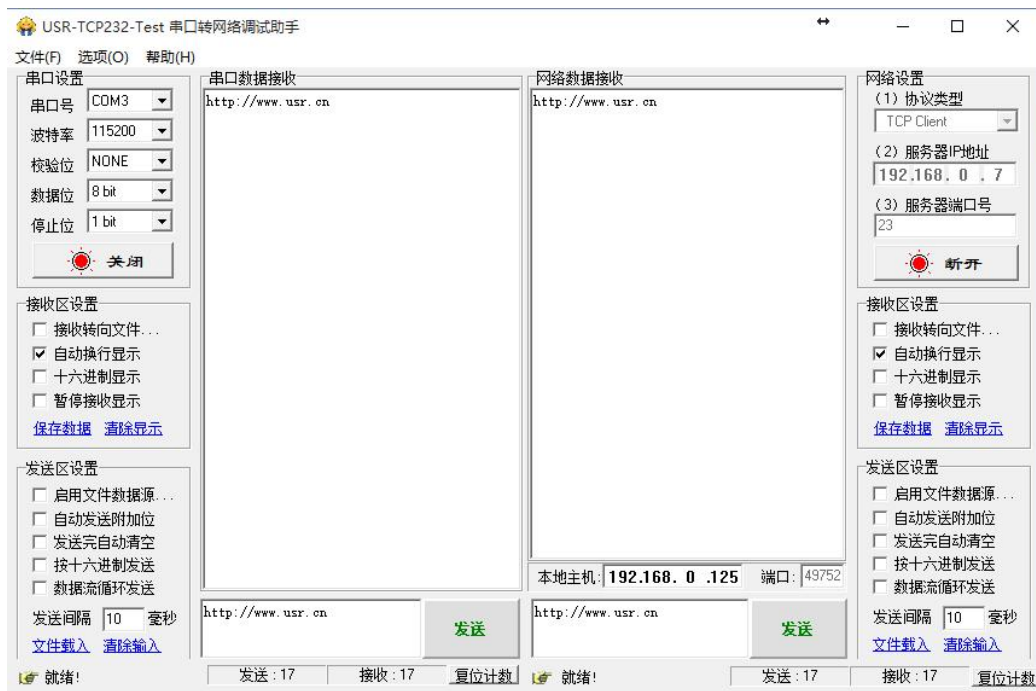 USR-TCP232-Test 串口转网络调试助手
文件(F) 选项(O) 帮助(H)
串口设置
串口号 COM3
波特率 115200
校验位 NONE
数据位 8 bit
停止位 1 bit
关闭
接收区设置
接收转向文件...
自动换行显示
十六进制显示
暂停接收显示
保存数据 清除显示
发送区设置
启用文件数据源...
自动发送附加位
发送完自动清空
按十六进制发送
数据流循环发送
发送间隔 10 毫秒
文件载入 清除输入
串口数据接收
http://www.usr.cn
http://www.usr.cn
发送
网络数据接收
http://www.usr.cn
本地主机: 192.168. 0 .125 端口: 49752
http://www.usr.cn
发送
网络设置
(1) 协议类型
TCP Client
(2) 服务器IP地址
192.168. 0 . 7
(3) 服务器端口号
23
断开
接收区设置
接收转向文件...
自动换行显示
十六进制显示
暂停接收显示
保存数据 清除显示
发送区设置
启用文件数据源...
自动发送附加位
发送完自动清空
按十六进制发送
数据流循环发送
发送间隔 10 毫秒
文件载入 清除输入
就绪! 发送:17 接收:17 复位计数 就绪! 发送:17 接收:17 复位计数